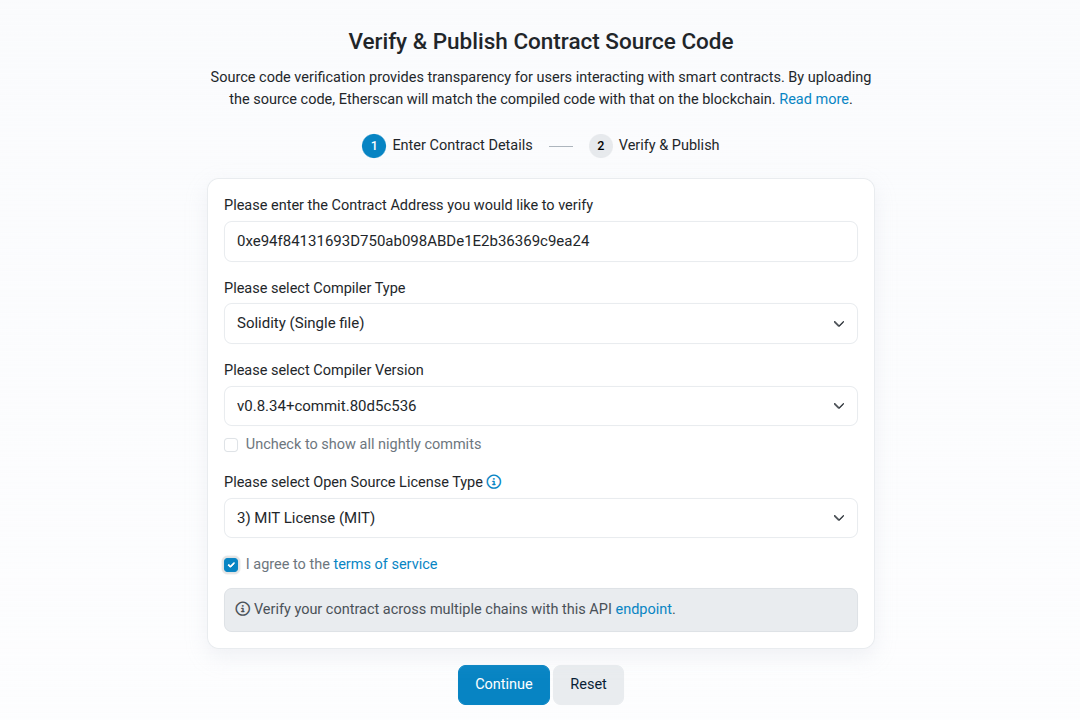 Verify & Publish Contract Source Code
Source code verification provides transparency for users interacting with smart contracts. By uploading
the source code, Etherscan will match the compiled code with that on the blockchain. Read more.
1 Enter Contract Details 2 Verify & Publish
Please enter the Contract Address you would like to verify
0xe94f84131693D750ab098ABDe1E2b36369c9ea24
Please select Compiler Type
Solidity (Single file)
Please select Compiler Version
v0.8.34+commit.80d5c536
Uncheck to show all nightly commits
Please select Open Source License Type
3) MIT License (MIT)
I agree to the terms of service
Verify your contract across multiple chains with this API endpoint.
Continue Reset